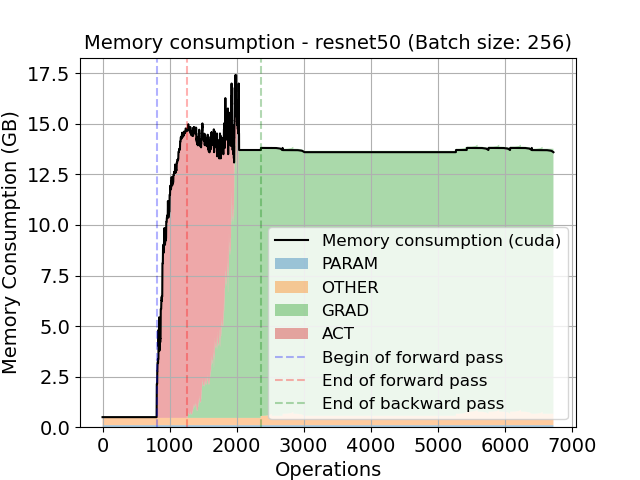 Memory consumption - resnet50 (Batch size: 256)
Memory Consumption (GB)
17.5
15.0
12.5
10.0
7.5
5.0
2.5
0.0
Memory consumption (cuda)
PARAM
OTHER
GRAD
ACT
Begin of forward pass
End of forward pass
End of backward pass
0 1000 2000 3000 4000 5000 6000 7000
Operations